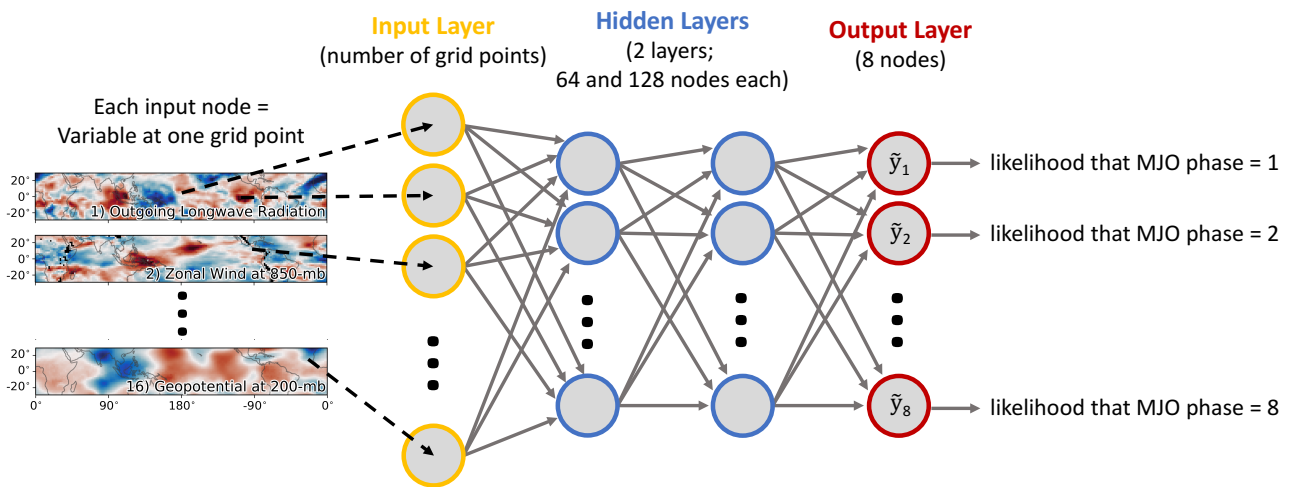 Input Layer
(number of grid points)
Hidden Layers
(2 layers;
64 and 128 nodes each)
Output Layer
(8 nodes)
Each input node =
Variable at one grid point
20°
0°
-20°
1) Outgoing Longwave Radiation
20°
0°
-20°
2) Zonal Wind at 850-mb
20°
0°
-20°
16) Geopotential at 200-mb
0° 90° 180° -90° 0°
ỹ₁
likelihood that MJO phase = 1
ỹ₂
likelihood that MJO phase = 2
ỹ₈
likelihood that MJO phase = 8